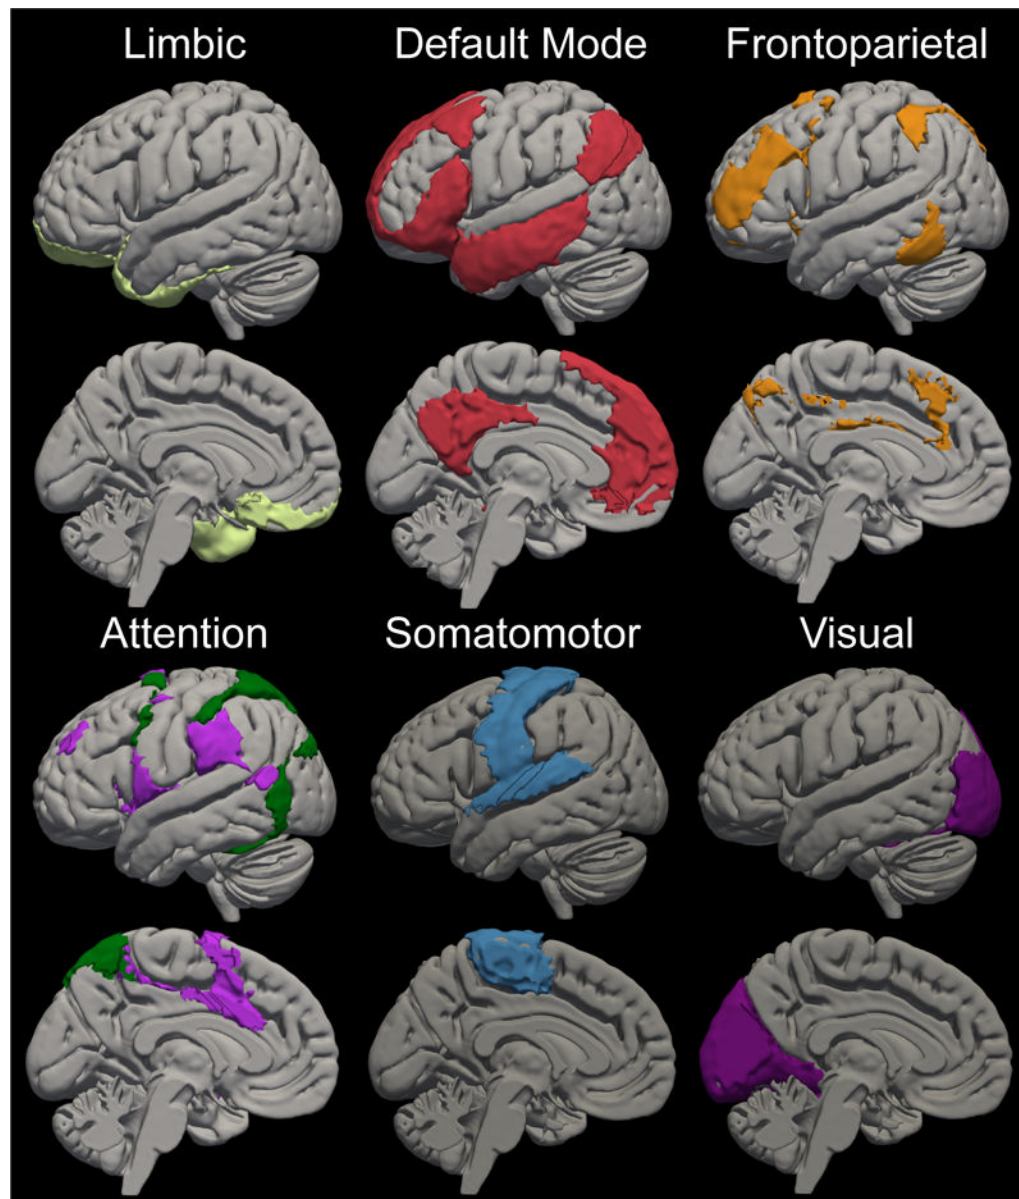 Limbic
Default Mode
Frontoparietal
Attention
Somatomotor
Visual